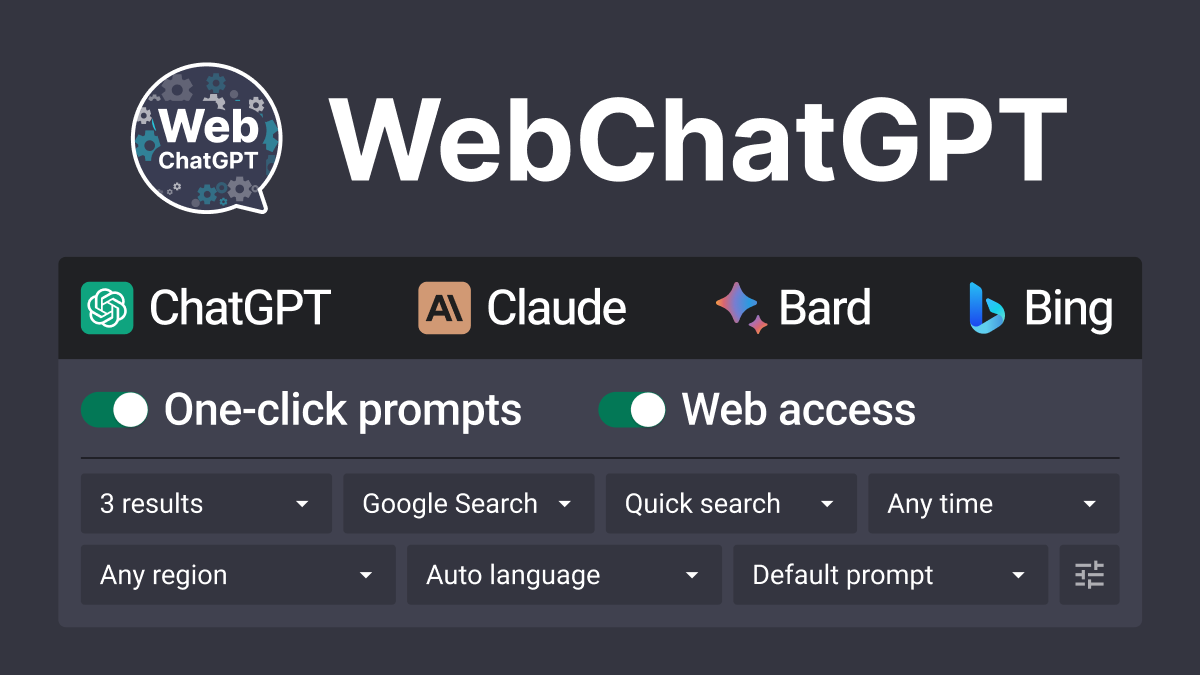 Web
ChatGPT
WebChatGPT
ChatGPT Claude Bard Bing
One-click prompts Web access
3 results Google Search Quick search Any time
Any region Auto language Default prompt